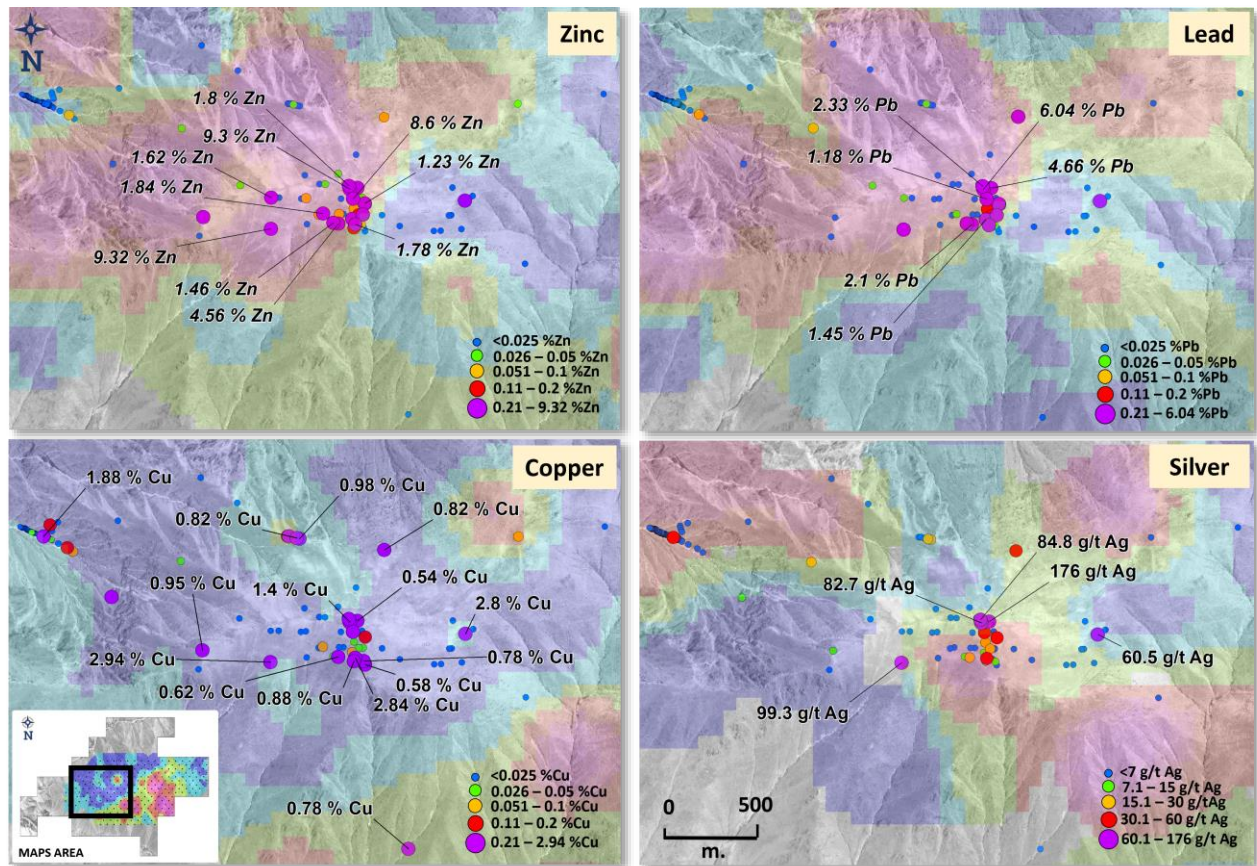 Zinc
N
1.8 % Zn
8.6 % Zn
9.3 % Zn
1.23 % Zn
1.62 % Zn
1.84 % Zn
9.32 % Zn
1.78 % Zn
1.46 % Zn
4.56 % Zn
<0.025 %Zn
0.026 – 0.05 %Zn
0.051 – 0.1 %Zn
0.11 – 0.2 %Zn
0.21 – 9.32 %Zn
Lead
2.33 % Pb
6.04 % Pb
1.18 % Pb
4.66 % Pb
2.1 % Pb
1.45 % Pb
<0.025 %Pb
0.026 – 0.05 %Pb
0.051 – 0.1 %Pb
0.11 – 0.2 %Pb
0.21 – 6.04 %Pb
Copper
1.88 % Cu
0.98 % Cu
0.82 % Cu
0.82 % Cu
0.95 % Cu
1.4 % Cu
0.54 % Cu
2.8 % Cu
2.94 % Cu
0.78 % Cu
0.62 % Cu
0.58 % Cu
0.88 % Cu
2.84 % Cu
0.78 % Cu
N
MAPS AREA
<0.025 %Cu
0.026 – 0.05 %Cu
0.051 – 0.1 %Cu
0.11 – 0.2 %Cu
0.21 – 2.94 %Cu
Silver
84.8 g/t Ag
82.7 g/t Ag
176 g/t Ag
60.5 g/t Ag
99.3 g/t Ag
0 500
m.
<7 g/t Ag
7.1 – 15 g/t Ag
15.1 – 30 g/tAg
30.1 – 60 g/t Ag
60.1 – 176 g/t Ag